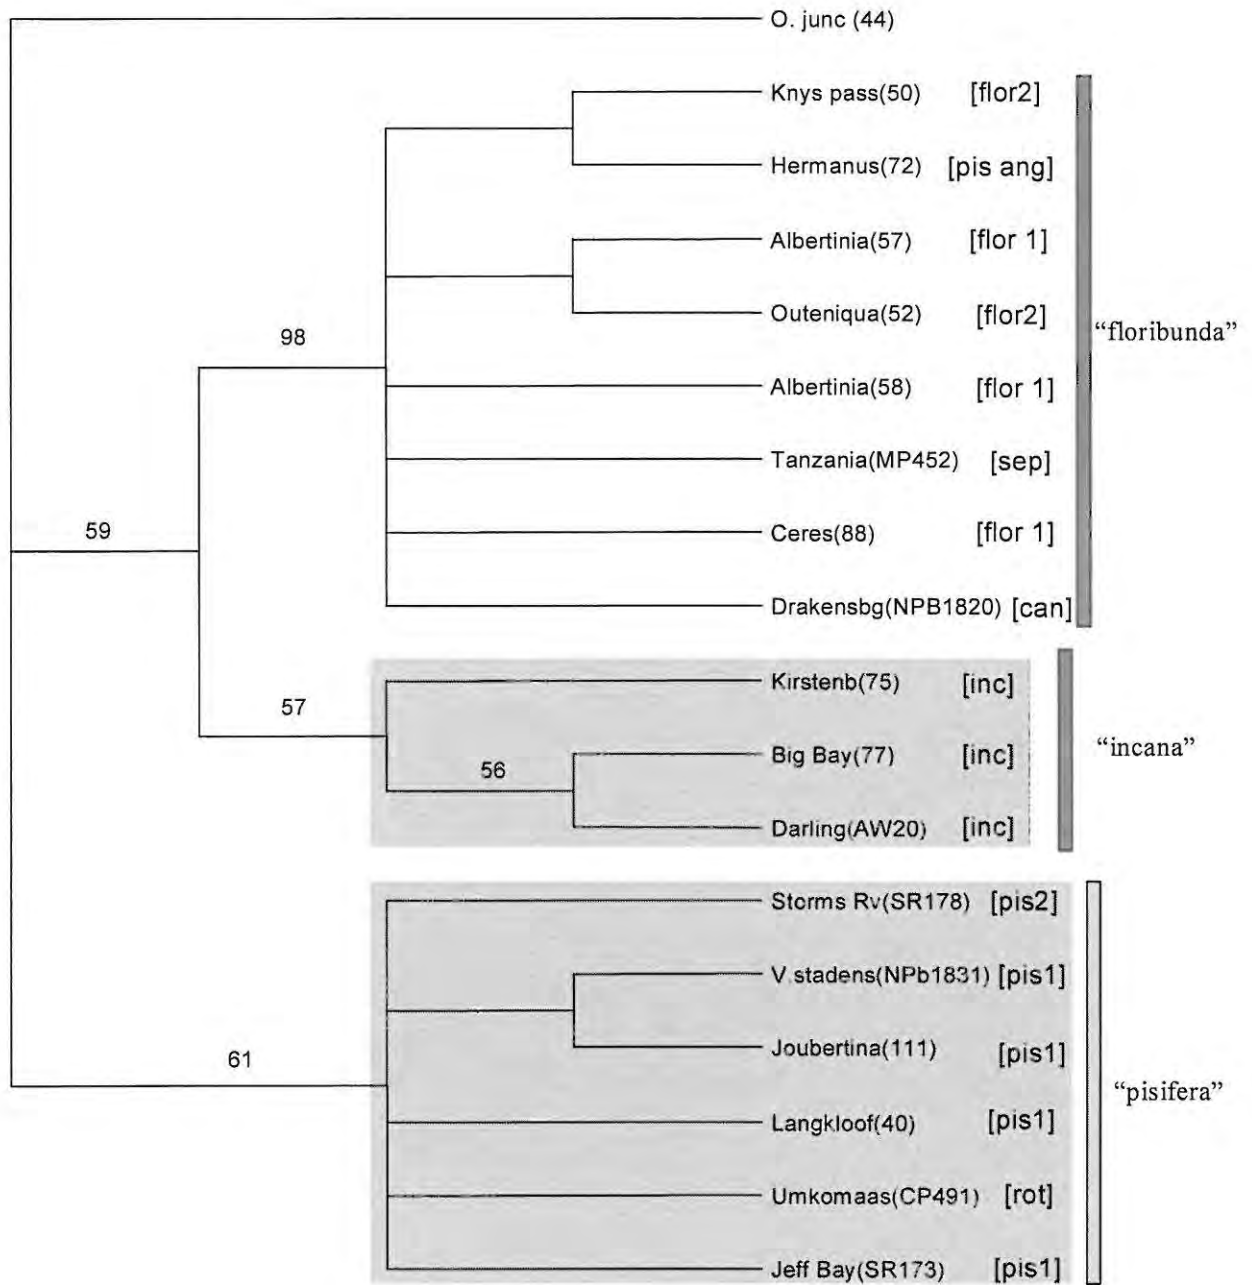 O. junc (44)
Knys pass(50) [flor2]
Hermanus(72) [pis ang]
Albertinia(57) [flor 1]
Outeniqua(52) [flor2]
98
"floribunda"
Albertinia(58) [flor 1]
Tanzania(MP452) [sep]
59
Ceres(88) [flor 1]
Drakensbg(NPB1820) [can]
Kirstenb(75) [inc]
57
Big Bay(77) [inc]
"incana"
56
Darling(AW20) [inc]
Storms Rv(SR178) [pis2]
V.stadens(NPb1831) [pis1]
Joubertina(111) [pis1]
61
"pisifera"
Langkloof(40) [pis1]
Umkomaas(CP491) [rot]
Jeff Bay(SR173) [pis1]